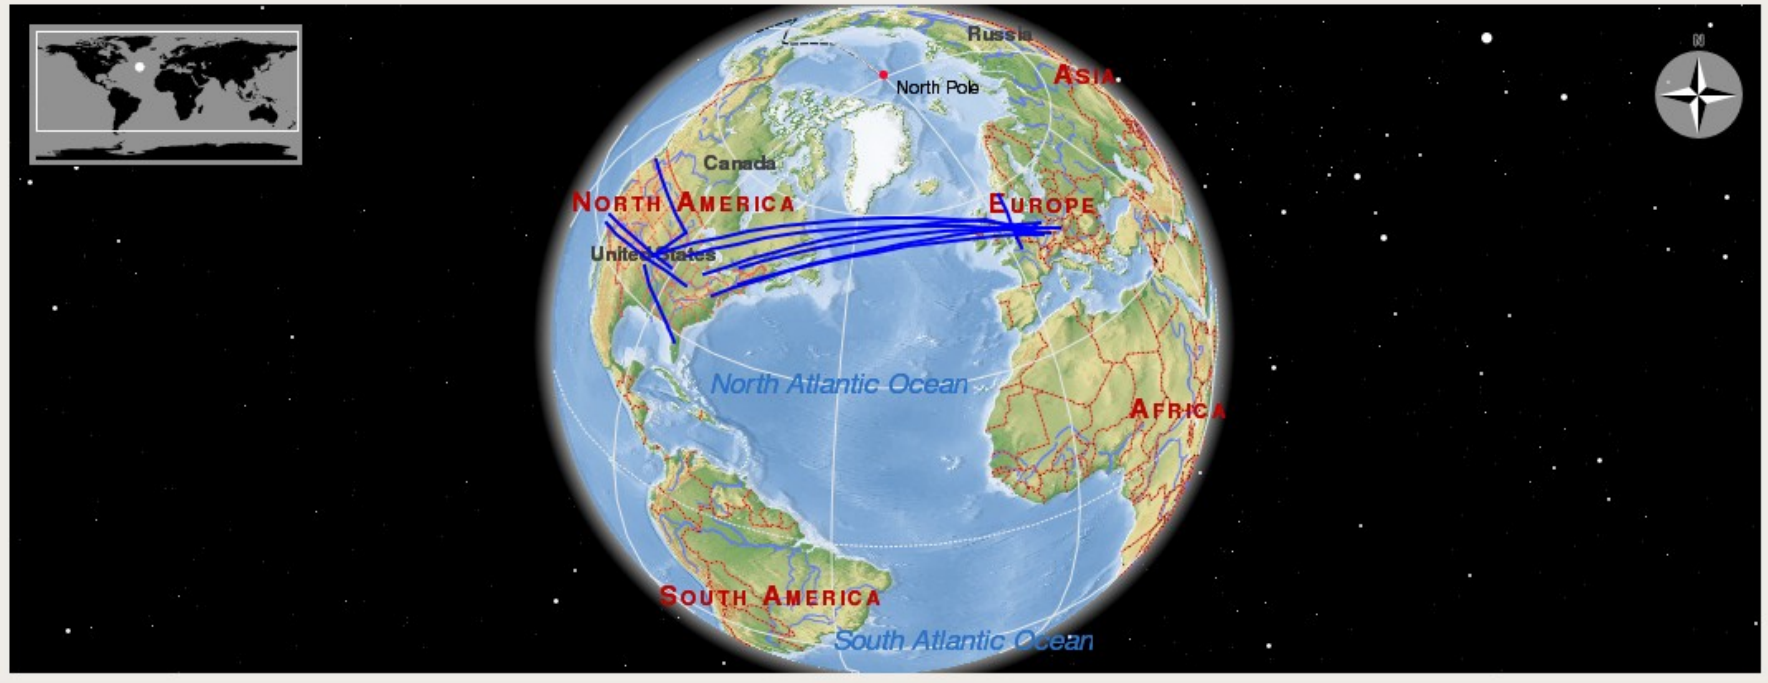 N
Russia
ASIA
North Pole
Canada
NORTH AMERICA
EUROPE
United States
North Atlantic Ocean
AFRICA
SOUTH AMERICA
South Atlantic Ocean